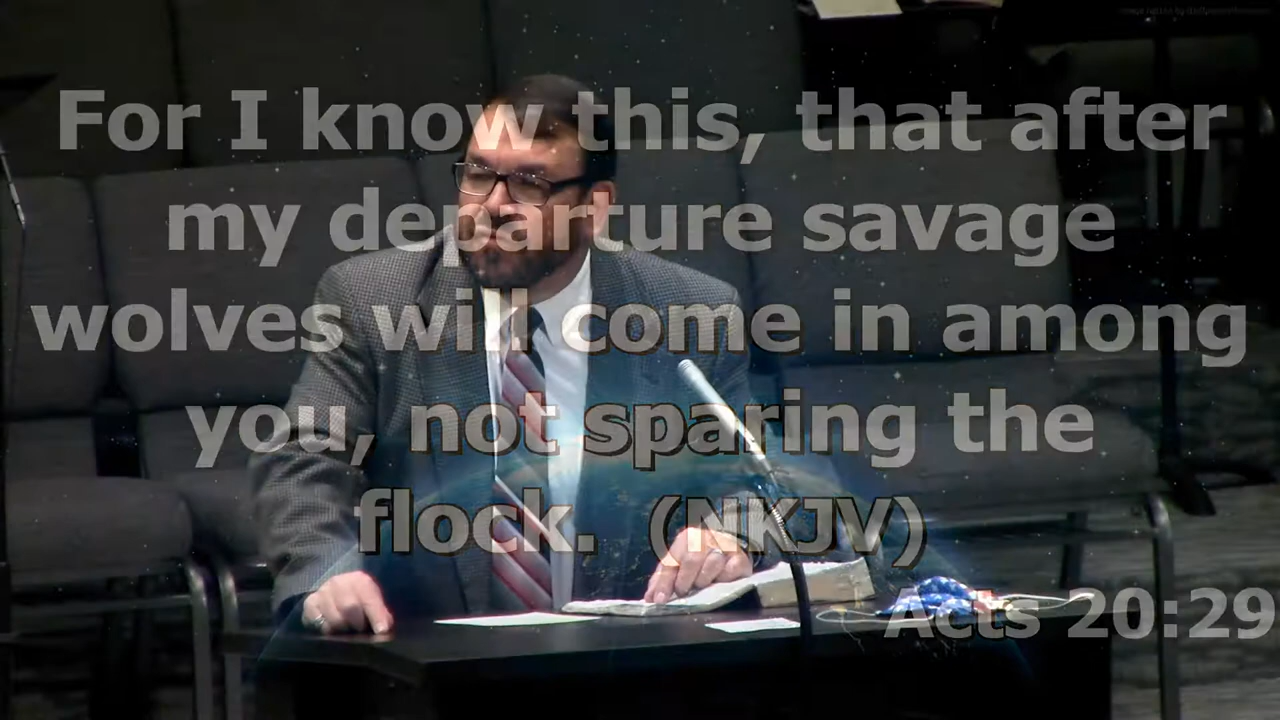 For I know this, that after
my departure savage
wolves will come in among
you, not sparing the
flock. (NKJV)
Acts 20:29